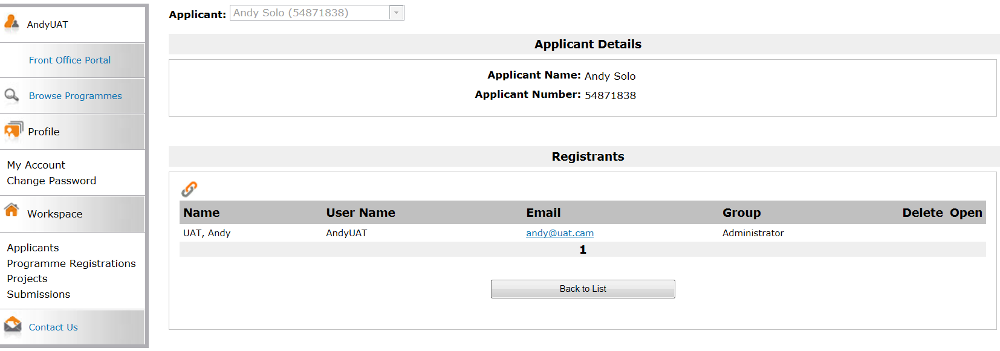 AndyUAT
Front Office Portal
Browse Programmes
Profile
My Account
Change Password
Workspace
Applicants
Programme Registrations
Projects
Submissions
Contact Us
Applicant: Andy Solo (54871838)
Applicant Details
Applicant Name: Andy Solo
Applicant Number: 54871838
Registrants
Name User Name Email Group Delete Open
UAT, Andy AndyUAT andy@uat.cam Administrator
1
Back to List